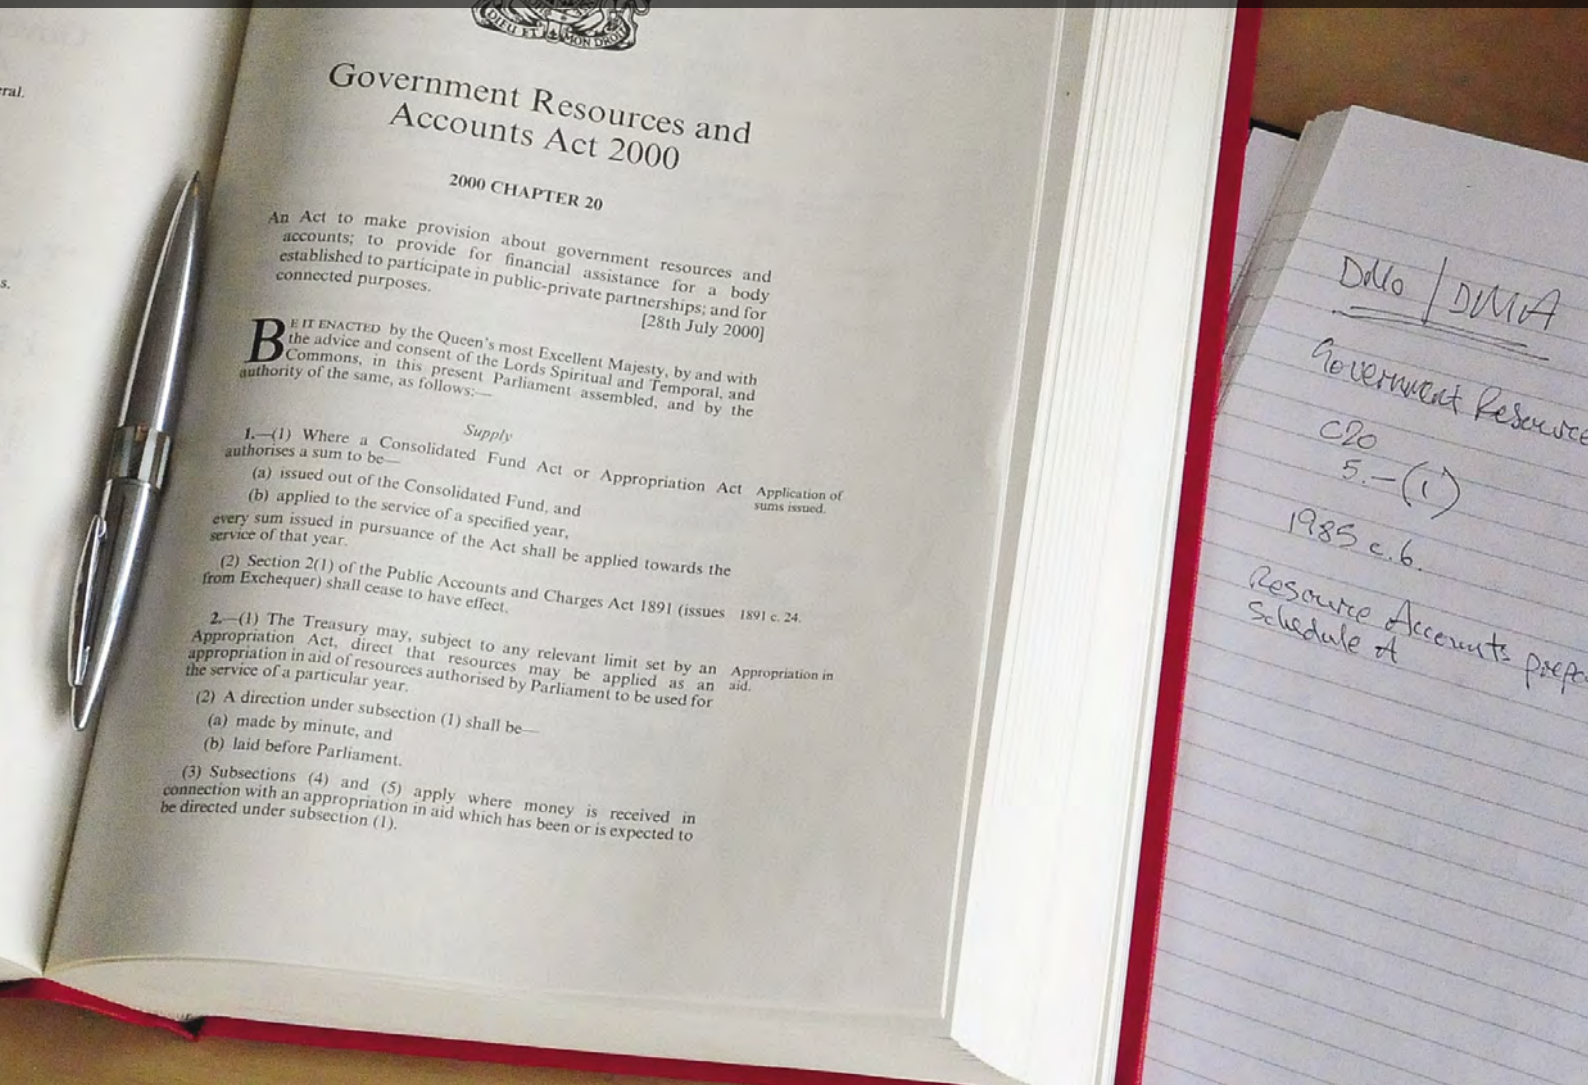 eral.
s.
DIEU ET MON DROIT
Government Resources and
Accounts Act 2000
2000 CHAPTER 20
An Act to make provision about government resources and
accounts; to provide for financial assistance for a body
established to participate in public-private partnerships; and for
connected purposes.
[28th July 2000]
BE IT ENACTED by the Queen's most Excellent Majesty, by and with
the advice and consent of the Lords Spiritual and Temporal, and
Commons, in this present Parliament assembled, and by the
authority of the same, as follows:—
Supply
1.—(1) Where a Consolidated Fund Act or Appropriation Act
authorises a sum to be—
Application of
sums issued.
(a) issued out of the Consolidated Fund, and
(b) applied to the service of a specified year,
every sum issued in pursuance of the Act shall be applied towards the
service of that year.
(2) Section 2(1) of the Public Accounts and Charges Act 1891 (issues
from Exchequer) shall cease to have effect.
1891 c. 24.
2.—(1) The Treasury may, subject to any relevant limit set by an
Appropriation Act, direct that resources may be applied as an
appropriation in aid of resources authorised by Parliament to be used for
the service of a particular year.
Appropriation in
aid.
(2) A direction under subsection (1) shall be—
(a) made by minute, and
(b) laid before Parliament.
(3) Subsections (4) and (5) apply where money is received in
connection with an appropriation in aid which has been or is expected to
be directed under subsection (1).
DMO / DMA
Government Resource
C20
5.—(1)
1985 c.6.
Resource Accounts prepa
Schedule A